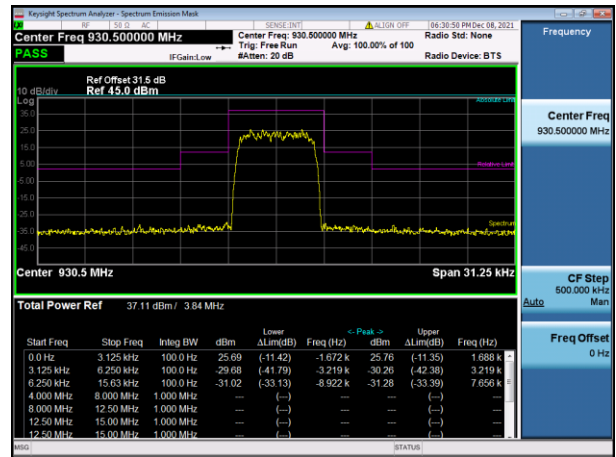 Keysight Spectrum Analyzer - Spectrum Emission Mask
RF 50 Ω AC SENSE:INT ALIGN OFF 06:30:50 PM Dec 08, 2021
Center Freq 930.500000 MHz
Center Freq: 930.500000 MHz Radio Std: None
Trig: Free Run Avg: 100.00% of 100
PASS IFGain:Low #Atten: 20 dB Radio Device: BTS
Frequency
Ref Offset 31.5 dB
10 dB/div Ref 45.0 dBm
Log
Absolute Limit
35.0
25.0
15.0
5.00
Relative Limit
-5.00
-15.0
-25.0
Spectrum
-35.0
-45.0
Center 930.5 MHz Span 31.25 kHz
Center Freq
930.500000 MHz
CF Step
500.000 kHz
Auto Man
Freq Offset
0 Hz
Total Power Ref 37.11 dBm / 3.84 MHz
Lower <- Peak -> Upper
Start Freq Stop Freq Integ BW dBm ΔLim(dB) Freq (Hz) dBm ΔLim(dB) Freq (Hz)
0.0 Hz 3.125 kHz 100.0 Hz 25.69 (-11.42) -1.672 k 25.76 (-11.35) 1.688 k
3.125 kHz 6.250 kHz 100.0 Hz -29.68 (-41.79) -3.219 k -30.26 (-42.38) 3.219 k
6.250 kHz 15.63 kHz 100.0 Hz -31.02 (-33.13) -8.922 k -31.28 (-33.39) 7.656 k
4.000 MHz 8.000 MHz 1.000 MHz --- (---) --- --- (---) ---
8.000 MHz 12.50 MHz 1.000 MHz --- (---) --- --- (---) ---
12.50 MHz 15.00 MHz 1.000 MHz --- (---) --- --- (---) ---
12.50 MHz 15.00 MHz 1.000 MHz --- (---) --- --- (---) ---
MSG STATUS